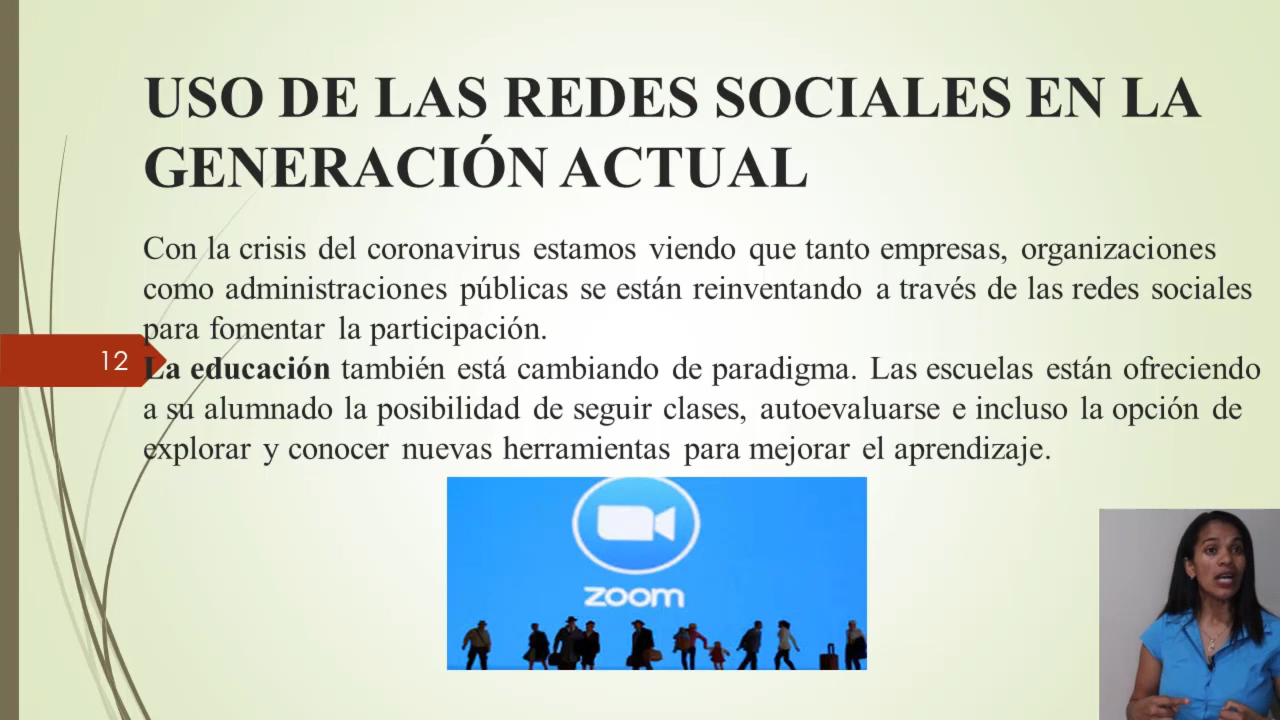 USO DE LAS REDES SOCIALES EN LA
GENERACIÓN ACTUAL
Con la crisis del coronavirus estamos viendo que tanto empresas, organizaciones
como administraciones públicas se están reinventando a través de las redes sociales
para fomentar la participación.
12
La educación también está cambiando de paradigma. Las escuelas están ofreciendo
a su alumnado la posibilidad de seguir clases, autoevaluarse e incluso la opción de
explorar y conocer nuevas herramientas para mejorar el aprendizaje.
zoom